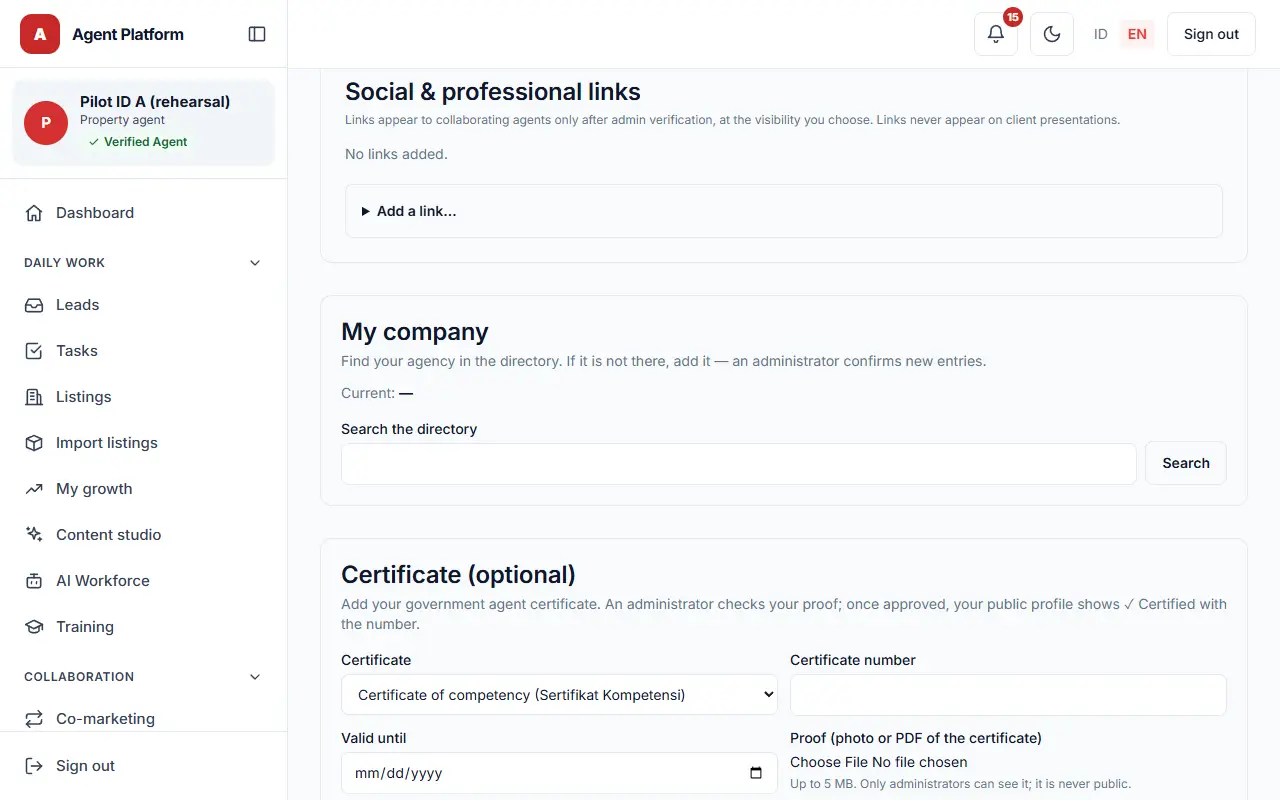 A
Agent Platform
15
ID
EN
Sign out
P
Pilot ID A (rehearsal)
Property agent
✓ Verified Agent
Dashboard
DAILY WORK
Leads
Tasks
Listings
Import listings
My growth
Content studio
AI Workforce
Training
COLLABORATION
Co-marketing
Sign out
Social & professional links
Links appear to collaborating agents only after admin verification, at the visibility you choose. Links never appear on client presentations.
No links added.
▶ Add a link...
My company
Find your agency in the directory. If it is not there, add it — an administrator confirms new entries.
Current: —
Search the directory
Search
Certificate (optional)
Add your government agent certificate. An administrator checks your proof; once approved, your public profile shows ✓ Certified with
the number.
Certificate
Certificate number
Certificate of competency (Sertifikat Kompetensi)
Valid until
Proof (photo or PDF of the certificate)
mm/dd/yyyy
Choose File No file chosen
Up to 5 MB. Only administrators can see it; it is never public.